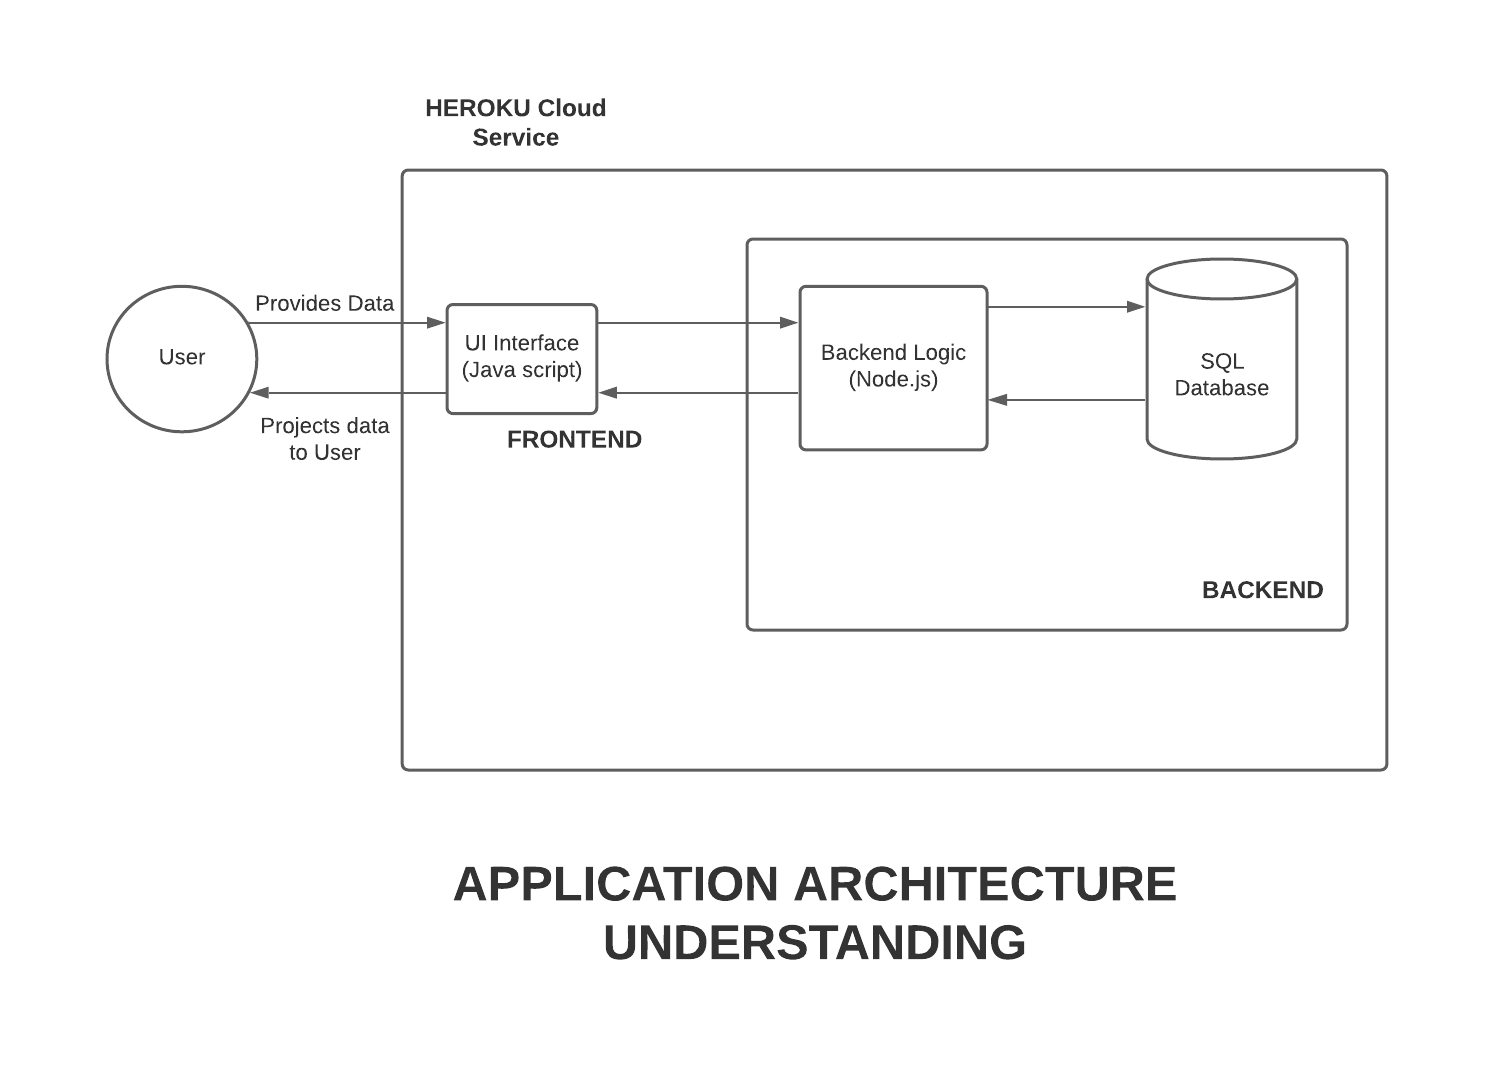 HEROKU Cloud
Service
Provides Data
User
Projects data
to User
UI Interface
(Java script)
FRONTEND
Backend Logic
(Node.js)
SQL
Database
BACKEND
APPLICATION ARCHITECTURE
UNDERSTANDING